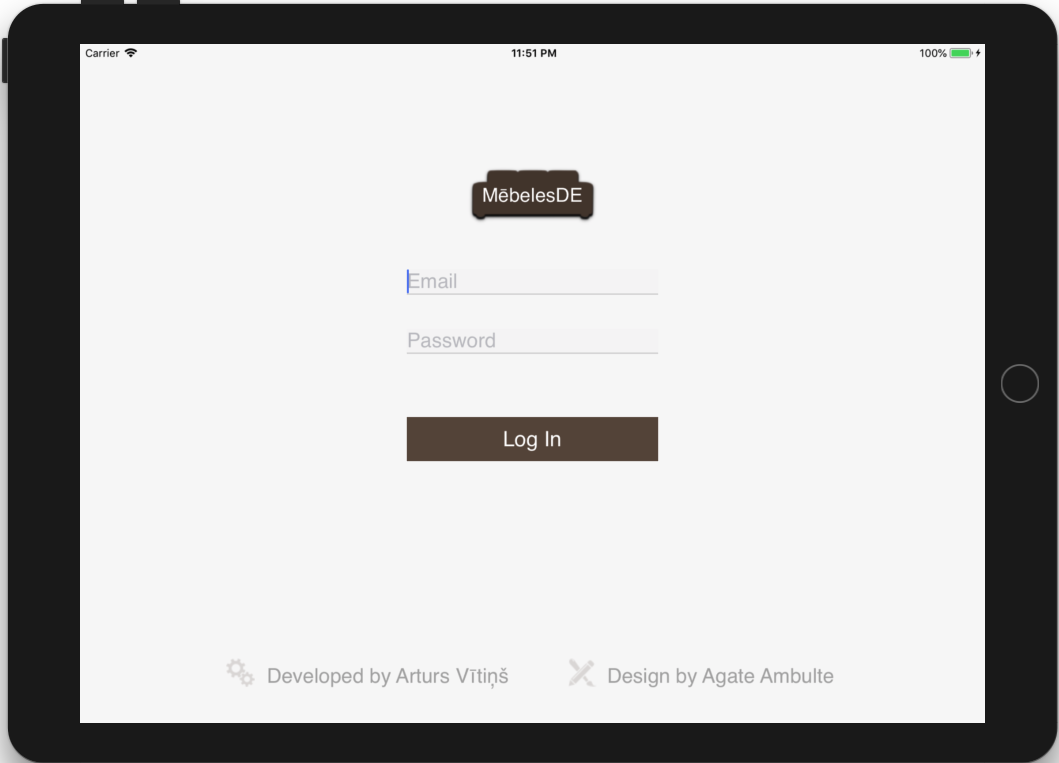 Carrier 11:51 PM 100%
MēbelesDE
Email
Password
Log In
Developed by Arturs Vītiņš Design by Agate Ambulte